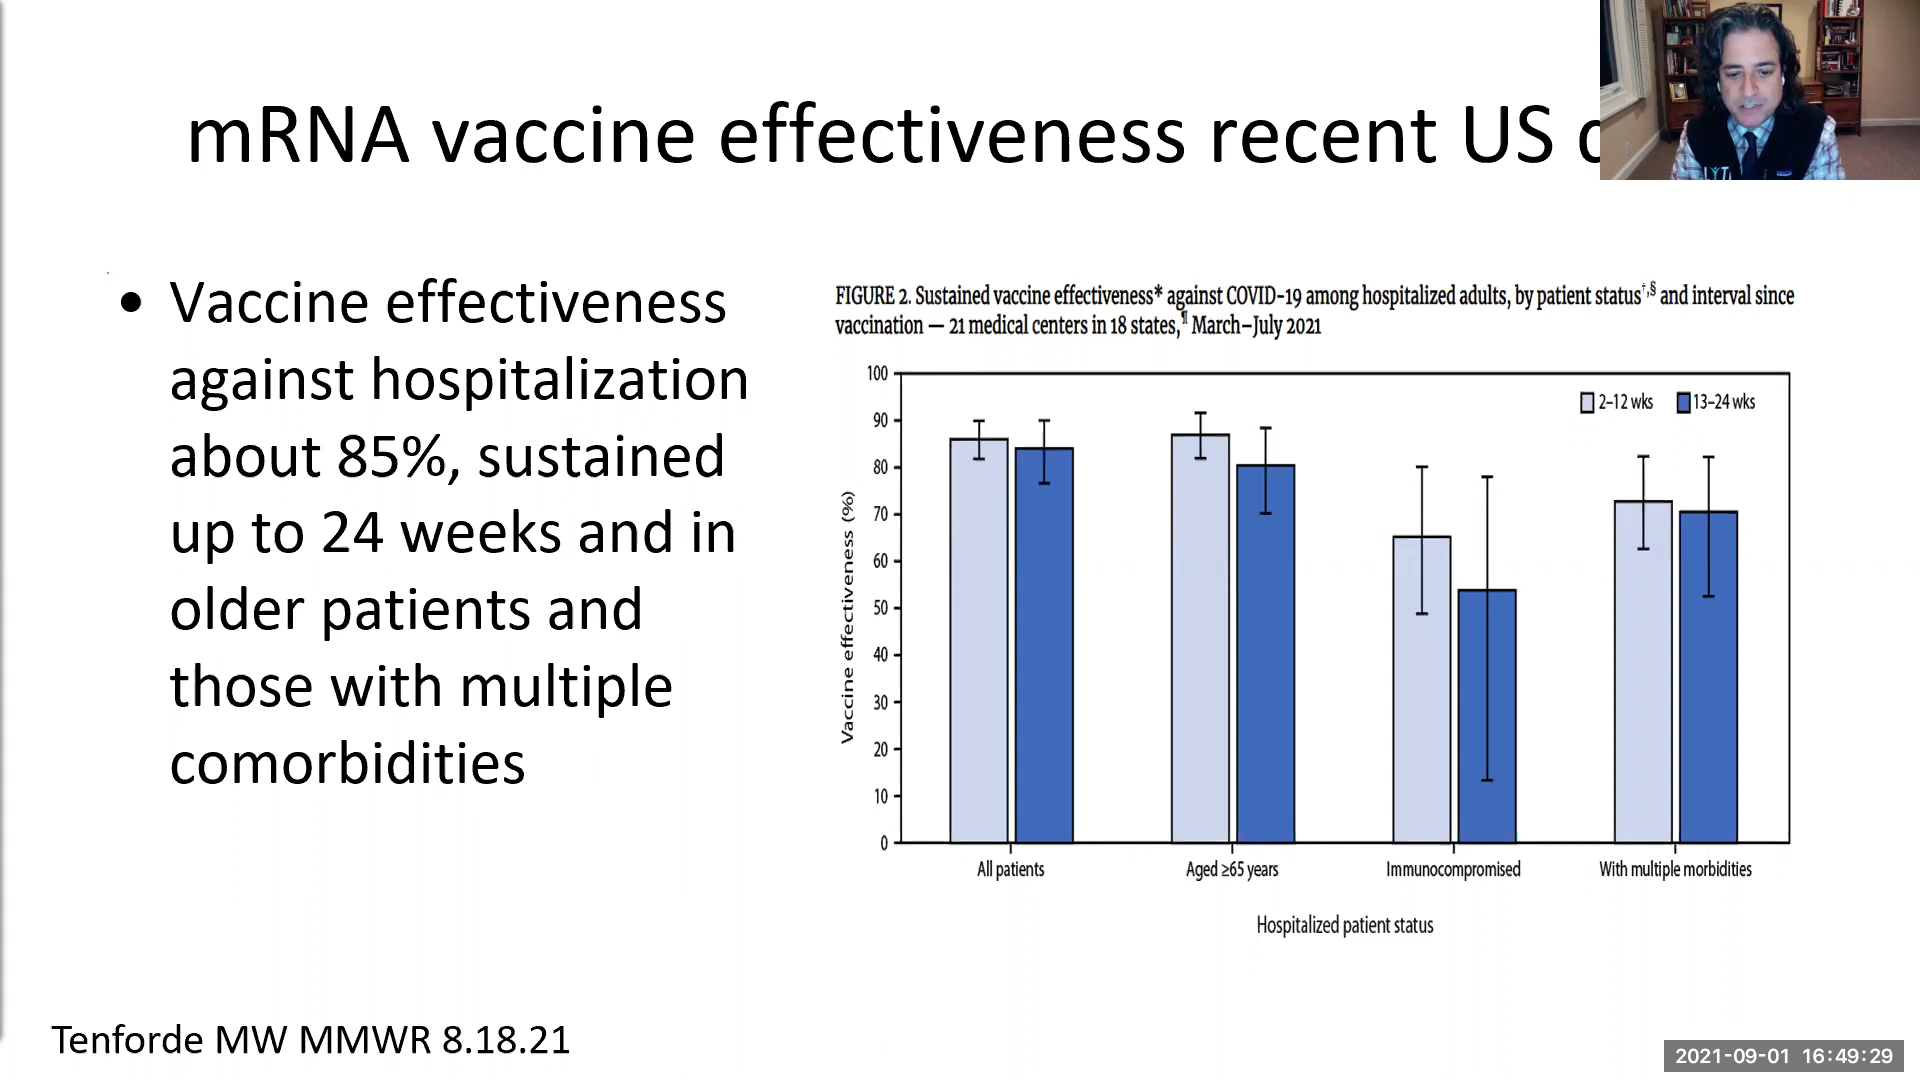 mRNA vaccine effectiveness recent US
• Vaccine effectiveness
against hospitalization
about 85%, sustained
up to 24 weeks and in
older patients and
those with multiple
comorbidities
FIGURE 2. Sustained vaccine effectiveness* against COVID-19 among hospitalized adults, by patient status†,§ and interval since
vaccination — 21 medical centers in 18 states,¶ March–July 2021
2–12 wks
13–24 wks
Vaccine effectiveness (%)
100
90
80
70
60
50
40
30
20
10
0
All patients
Aged ≥65 years
Immunocompromised
With multiple morbidities
Hospitalized patient status
Tenforde MW MMWR 8.18.21
2021-09-01 16:49:29